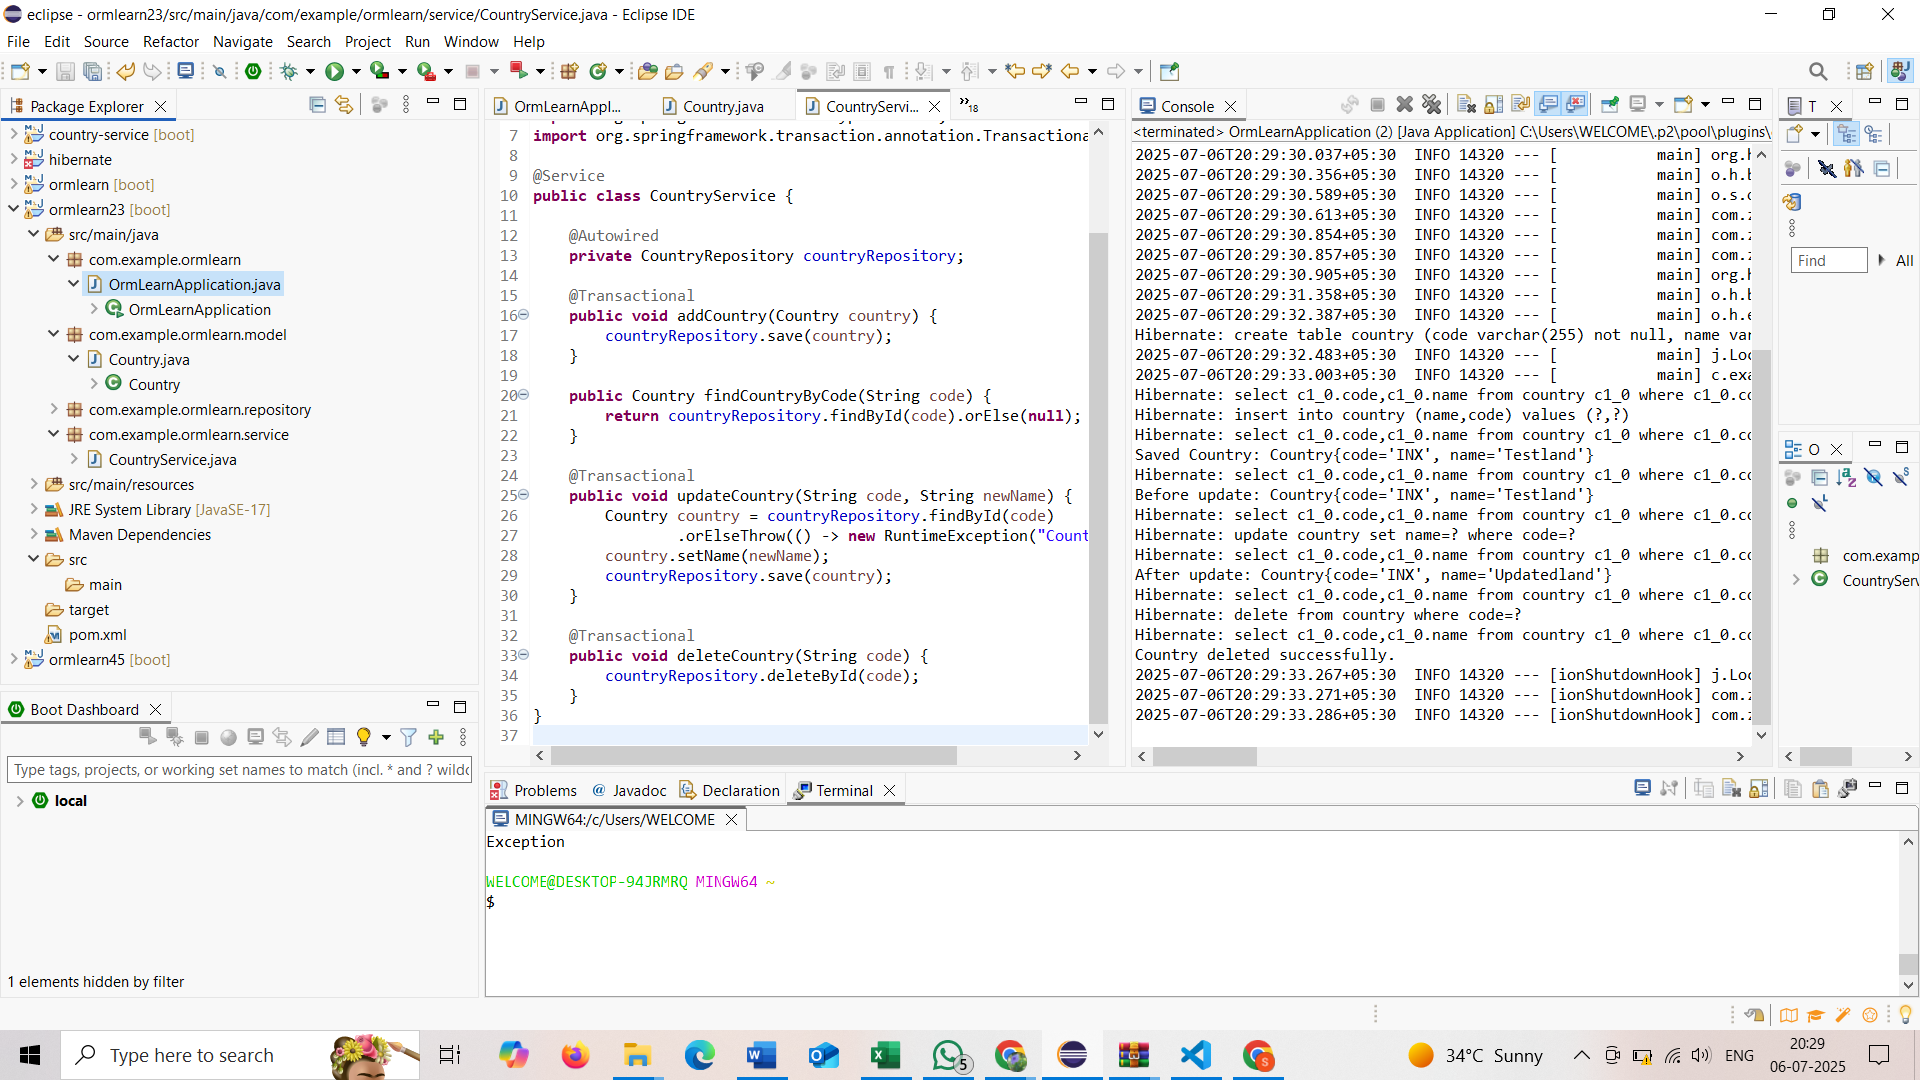 eclipse - ormlearn23/src/main/java/com/example/ormlearn/service/CountryService.java - Eclipse IDE
File Edit Source Refactor Navigate Search Project Run Window Help
Package Explorer
country-service [boot]
hibernate
ormlearn [boot]
ormlearn23 [boot]
src/main/java
com.example.ormlearn
OrmLearnApplication.java
OrmLearnApplication
com.example.ormlearn.model
Country.java
Country
com.example.ormlearn.repository
com.example.ormlearn.service
CountryService.java
src/main/resources
JRE System Library [JavaSE-17]
Maven Dependencies
src
main
target
pom.xml
ormlearn45 [boot]
Boot Dashboard
Type tags, projects, or working set names to match (incl. * and ? wildc
local
1 elements hidden by filter
OrmLearnAppl... Country.java CountryServi... 18
7 import org.springframework.transaction.annotation.Transactiona
8
9 @Service
10 public class CountryService {
11
12 @Autowired
13 private CountryRepository countryRepository;
14
15 @Transactional
16 public void addCountry(Country country) {
17 countryRepository.save(country);
18 }
19
20 public Country findCountryByCode(String code) {
21 return countryRepository.findById(code).orElse(null);
22 }
23
24 @Transactional
25 public void updateCountry(String code, String newName) {
26 Country country = countryRepository.findById(code)
27 .orElseThrow(() -> new RuntimeException("Count
28 country.setName(newName);
29 countryRepository.save(country);
30 }
31
32 @Transactional
33 public void deleteCountry(String code) {
34 countryRepository.deleteById(code);
35 }
36 }
37
Console
<terminated> OrmLearnApplication (2) [Java Application] C:\Users\WELCOME\.p2\pool\plugins\
2025-07-06T20:29:30.037+05:30 INFO 14320 --- [ main] org.h
2025-07-06T20:29:30.356+05:30 INFO 14320 --- [ main] o.h.b
2025-07-06T20:29:30.589+05:30 INFO 14320 --- [ main] o.s.o
2025-07-06T20:29:30.613+05:30 INFO 14320 --- [ main] com.z
2025-07-06T20:29:30.854+05:30 INFO 14320 --- [ main] com.z
2025-07-06T20:29:30.857+05:30 INFO 14320 --- [ main] com.z
2025-07-06T20:29:30.905+05:30 INFO 14320 --- [ main] org.h
2025-07-06T20:29:31.358+05:30 INFO 14320 --- [ main] o.h.b
2025-07-06T20:29:32.387+05:30 INFO 14320 --- [ main] o.h.e
Hibernate: create table country (code varchar(255) not null, name var
2025-07-06T20:29:32.483+05:30 INFO 14320 --- [ main] j.Loc
2025-07-06T20:29:33.003+05:30 INFO 14320 --- [ main] c.exa
Hibernate: select c1_0.code,c1_0.name from country c1_0 where c1_0.co
Hibernate: insert into country (name,code) values (?,?)
Hibernate: select c1_0.code,c1_0.name from country c1_0 where c1_0.co
Saved Country: Country{code='INX', name='Testland'}
Hibernate: select c1_0.code,c1_0.name from country c1_0 where c1_0.co
Before update: Country{code='INX', name='Testland'}
Hibernate: select c1_0.code,c1_0.name from country c1_0 where c1_0.co
Hibernate: update country set name=? where code=?
Hibernate: select c1_0.code,c1_0.name from country c1_0 where c1_0.co
After update: Country{code='INX', name='Updatedland'}
Hibernate: select c1_0.code,c1_0.name from country c1_0 where c1_0.co
Hibernate: delete from country where code=?
Hibernate: select c1_0.code,c1_0.name from country c1_0 where c1_0.co
Country deleted successfully.
2025-07-06T20:29:33.267+05:30 INFO 14320 --- [ionShutdownHook] j.Loc
2025-07-06T20:29:33.271+05:30 INFO 14320 --- [ionShutdownHook] com.z
2025-07-06T20:29:33.286+05:30 INFO 14320 --- [ionShutdownHook] com.z
T
Find All
O
com.examp
CountryServ
Problems Javadoc Declaration Terminal
MINGW64:/c/Users/WELCOME
Exception
WELCOME@DESKTOP-94JRMRQ MINGW64 ~
$
Type here to search
5
34°C Sunny
ENG
20:29
06-07-2025